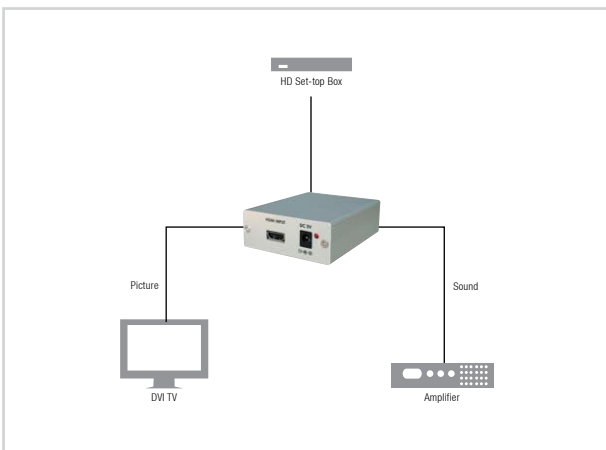 HD Set-top Box
HDMI INPUT
DC 5V
Picture
Sound
DVI TV
Amplifier